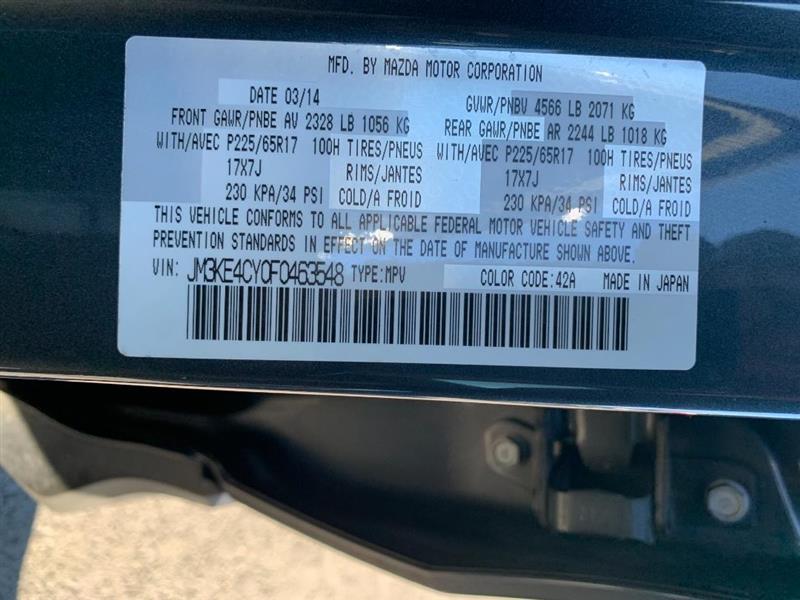 MFD. BY MAZDA MOTOR CORPORATION
DATE 03/14 GVWR/PNBV 4566 LB 2071 KG
FRONT GAWR/PNBE AV 2328 LB 1056 KG REAR GAWR/PNBE AR 2244 LB 1018 KG
WITH/AVEC P225/65R17 100H TIRES/PNEUS WITH/AVEC P225/65R17 100H TIRES/PNEUS
17X7J RIMS/JANTES 17X7J RIMS/JANTES
230 KPA/34 PSI COLD/A FROID 230 KPA/34 PSI COLD/A FROID
THIS VEHICLE CONFORMS TO ALL APPLICABLE FEDERAL MOTOR VEHICLE SAFETY AND THEFT
PREVENTION STANDARDS IN EFFECT ON THE DATE OF MANUFACTURE SHOWN ABOVE.
VIN: JM3KE4CY0F0463548 TYPE:MPV COLOR CODE:42A MADE IN JAPAN